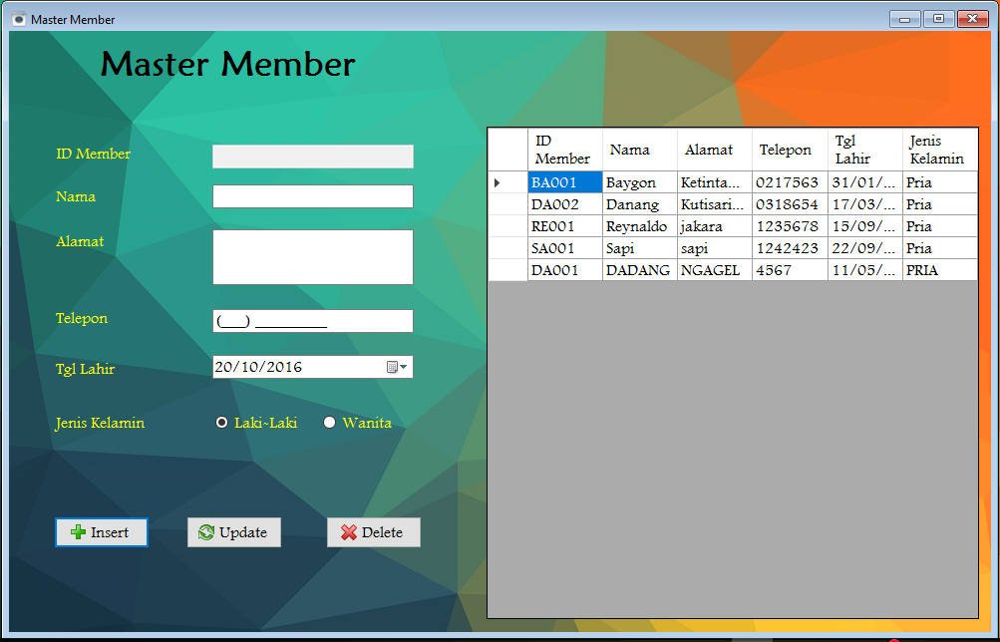 Master Member
Master Member
ID Member
Nama
Alamat
Telepon
(___) _________
Tgl Lahir
20/10/2016
Jenis Kelamin
Laki-Laki
Wanita
Insert
Update
Delete
ID Member Nama Alamat Telepon Tgl Lahir Jenis Kelamin
BA001 Baygon Ketinta... 0217563 31/01/... Pria
DA002 Danang Kutisari... 0318654 17/03/... Pria
RE001 Reynaldo jakara 1235678 15/09/... Pria
SA001 Sapi sapi 1242423 22/09/... Pria
DA001 DADANG NGAGEL 4567 11/05/... PRIA